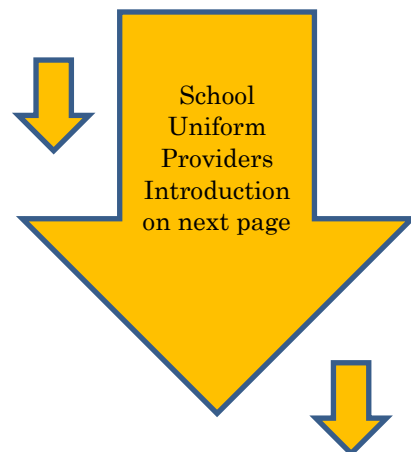 School
Uniform
Providers
Introduction
on next page